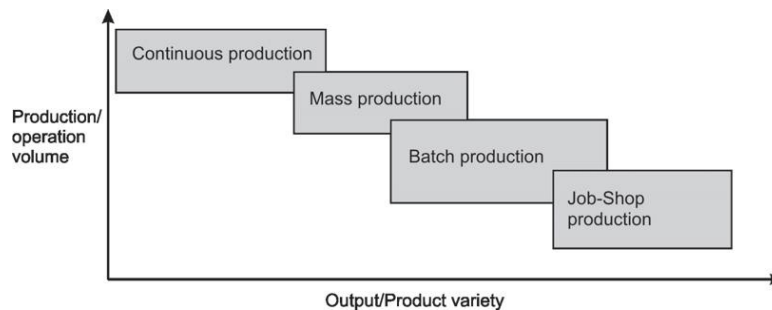 Continuous production
Mass production
Production/
operation
volume
Batch production
Job-Shop
production
Output/Product variety